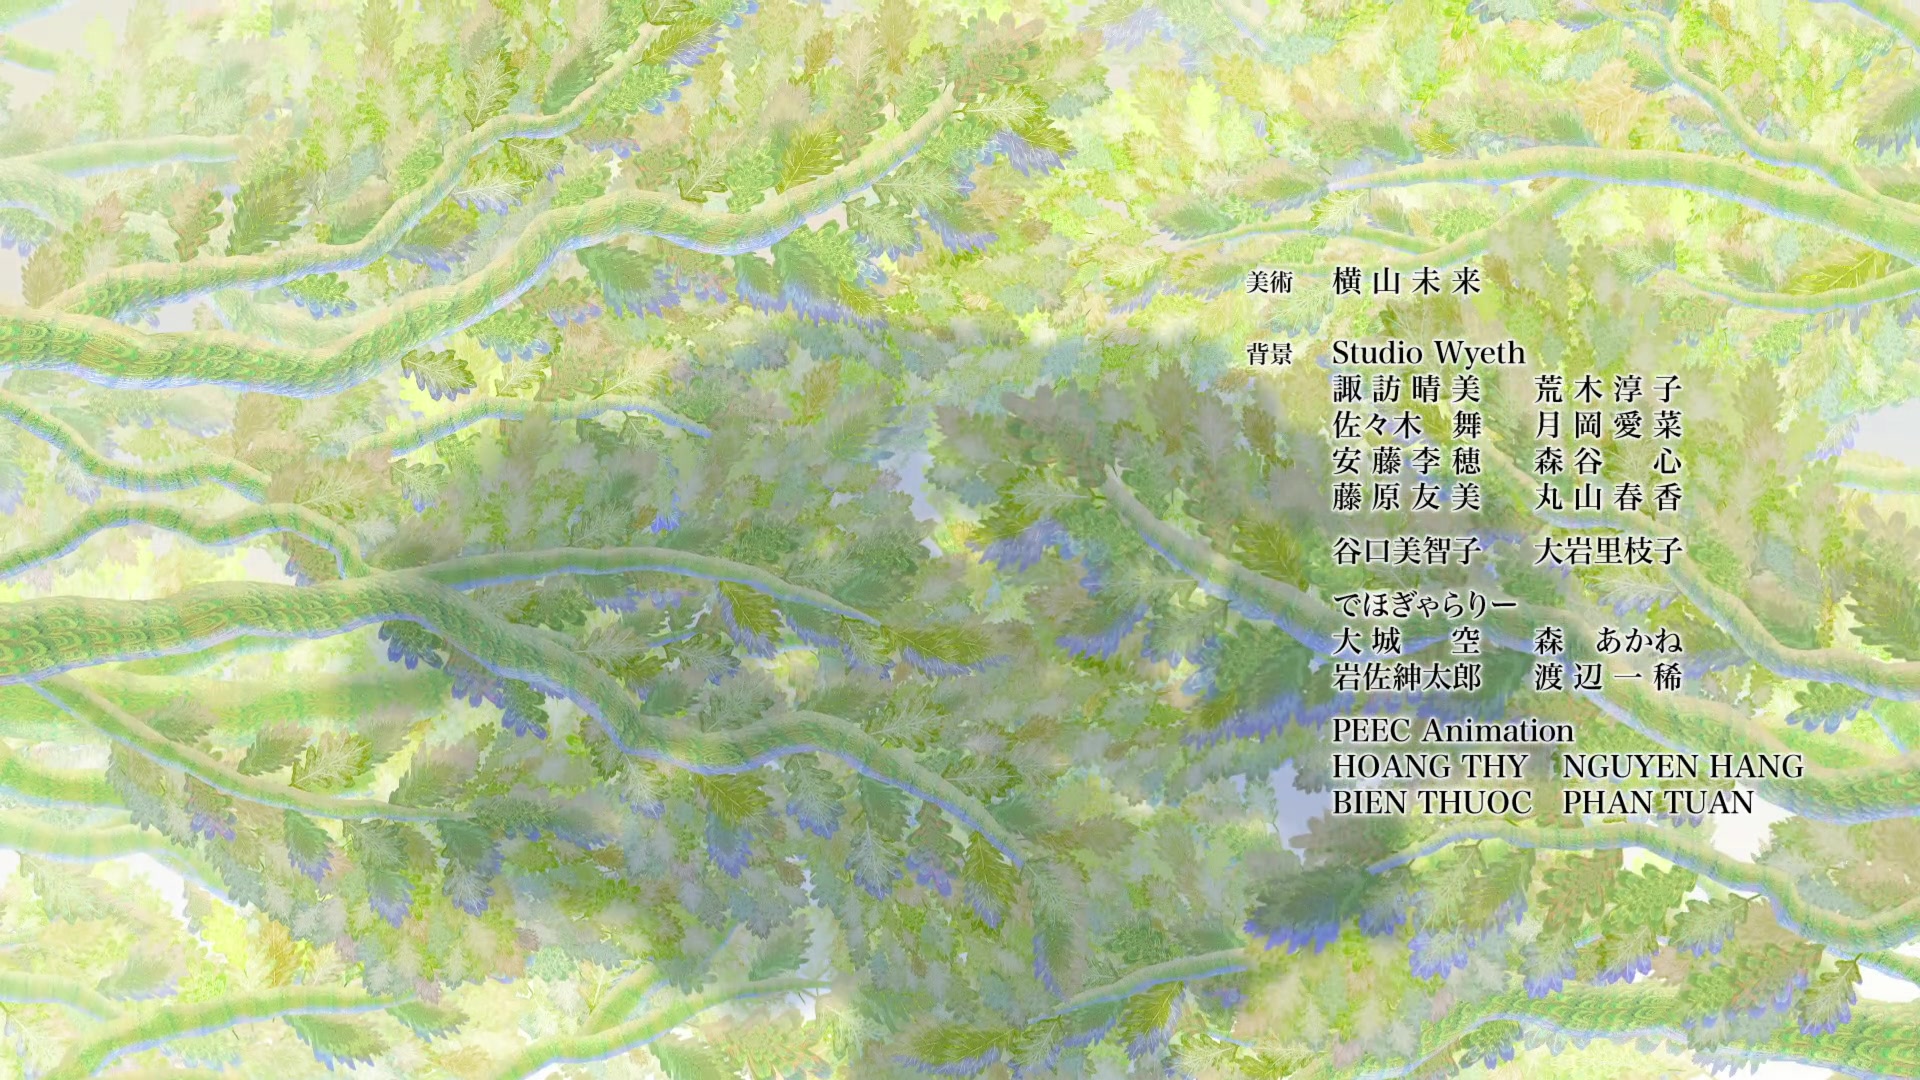 美術　横山未来
背景　Studio Wyeth
諏訪晴美　荒木淳子
佐々木　舞　月岡愛菜
安藤李穂　森谷　心
藤原友美　丸山春香
谷口美智子　大岩里枝子
でほぎゃらりー
大城　空　森　あかね
岩佐紳太郎　渡辺一稀
PEEC Animation
HOANG THY　NGUYEN HANG
BIEN THUOC　PHAN TUAN